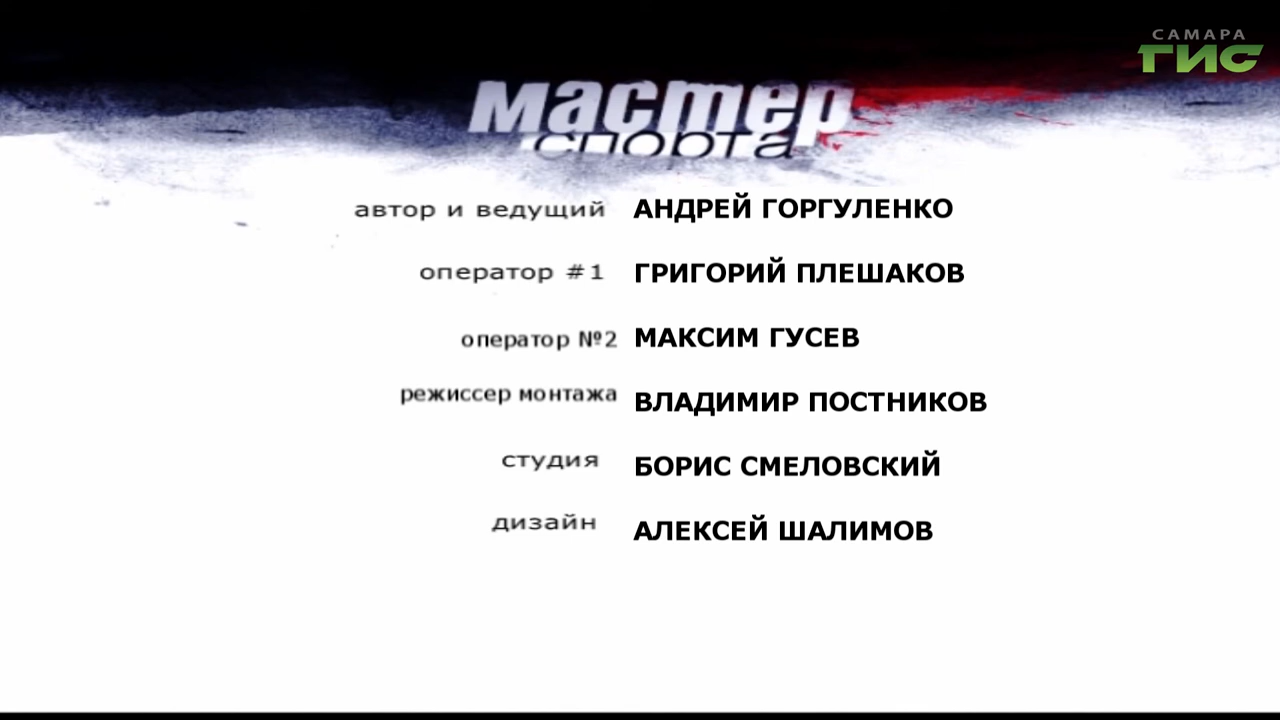 САМАРА
ГИС
мастер
спорта
автор и ведущий АНДРЕЙ ГОРГУЛЕНКО
оператор #1 ГРИГОРИЙ ПЛЕШАКОВ
оператор №2 МАКСИМ ГУСЕВ
режиссер монтажа ВЛАДИМИР ПОСТНИКОВ
студия БОРИС СМЕЛОВСКИЙ
дизайн АЛЕКСЕЙ ШАЛИМОВ